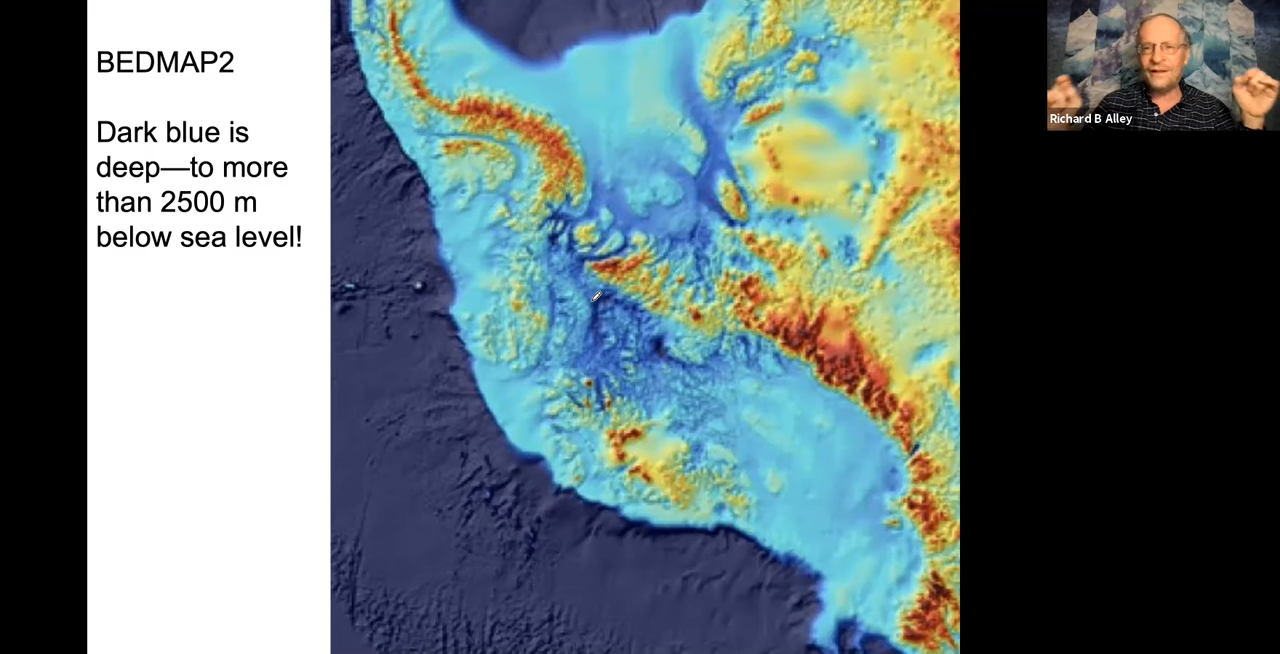 BEDMAP2
Dark blue is
deep—to more
than 2500 m
below sea level!
Richard B Alley